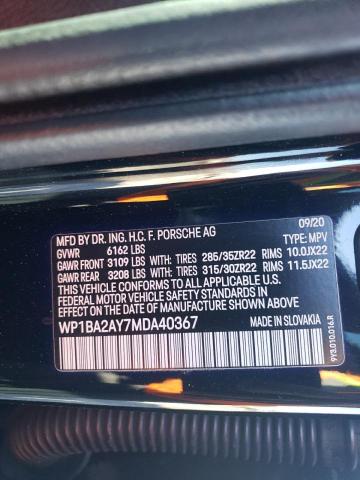 MFD BY DR. ING. H.C. F. PORSCHE AG 09/20
GVWR 6162 LBS TYPE: MPV
GAWR FRONT 3109 LBS WITH TIRES 285/35ZR22 RIMS 10.0JX22
GAWR REAR 3208 LBS WITH TIRES 315/30ZR22 RIMS 11.5JX22
THIS VEHICLE CONFORMS TO ALL APPLICABLE
FEDERAL MOTOR VEHICLE SAFETY STANDARDS IN
EFFECT ON THE DATE OF MANUFACTURE SHOWN
ABOVE.
WP1BA2AY7MDA40367 MADE IN SLOVAKIA
9Y3.010.016.R